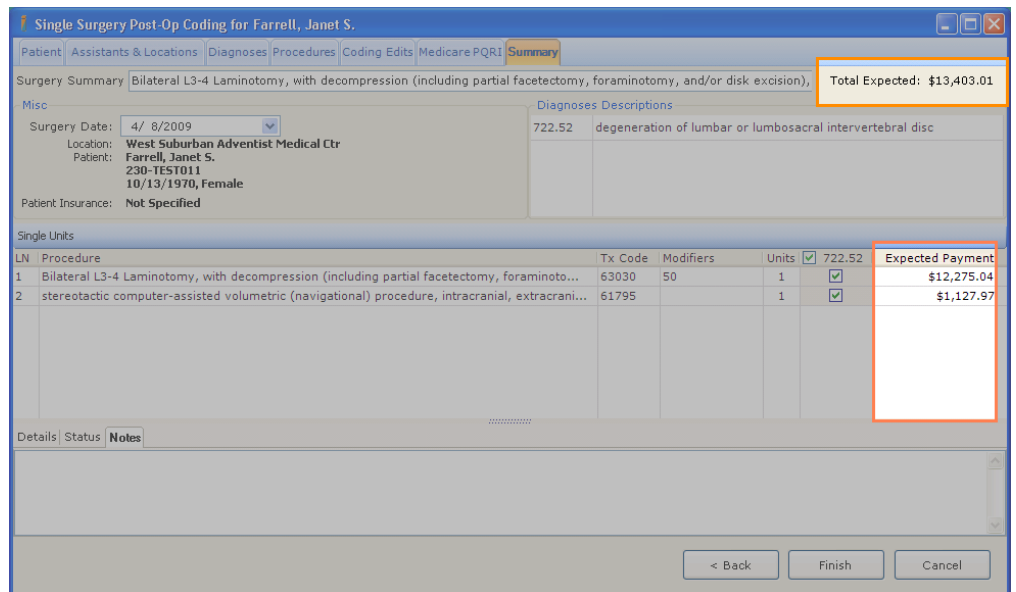 Single Surgery Post-Op Coding for Farrell, Janet S.
Patient Assistants & Locations Diagnoses Procedures Coding Edits Medicare PQRI Summary
Surgery Summary Bilateral L3-4 Laminotomy, with decompression (including partial facetectomy, foraminotomy, and/or disk excision), Total Expected: $13,403.01
Misc Diagnoses Descriptions
Surgery Date: 4/ 8/2009 722.52 degeneration of lumbar or lumbosacral intervertebral disc
Location: West Suburban Adventist Medical Ctr
Patient: Farrell, Janet S.
230-TEST011
10/13/1970, Female
Patient Insurance: Not Specified
Single Units
LN Procedure Tx Code Modifiers Units 722.52 Expected Payment
1 Bilateral L3-4 Laminotomy, with decompression (including partial facetectomy, foraminoto... 63030 50 1 $12,275.04
2 stereotactic computer-assisted volumetric (navigational) procedure, intracranial, extracrani... 61795 1 $1,127.97
Details Status Notes
< Back Finish Cancel